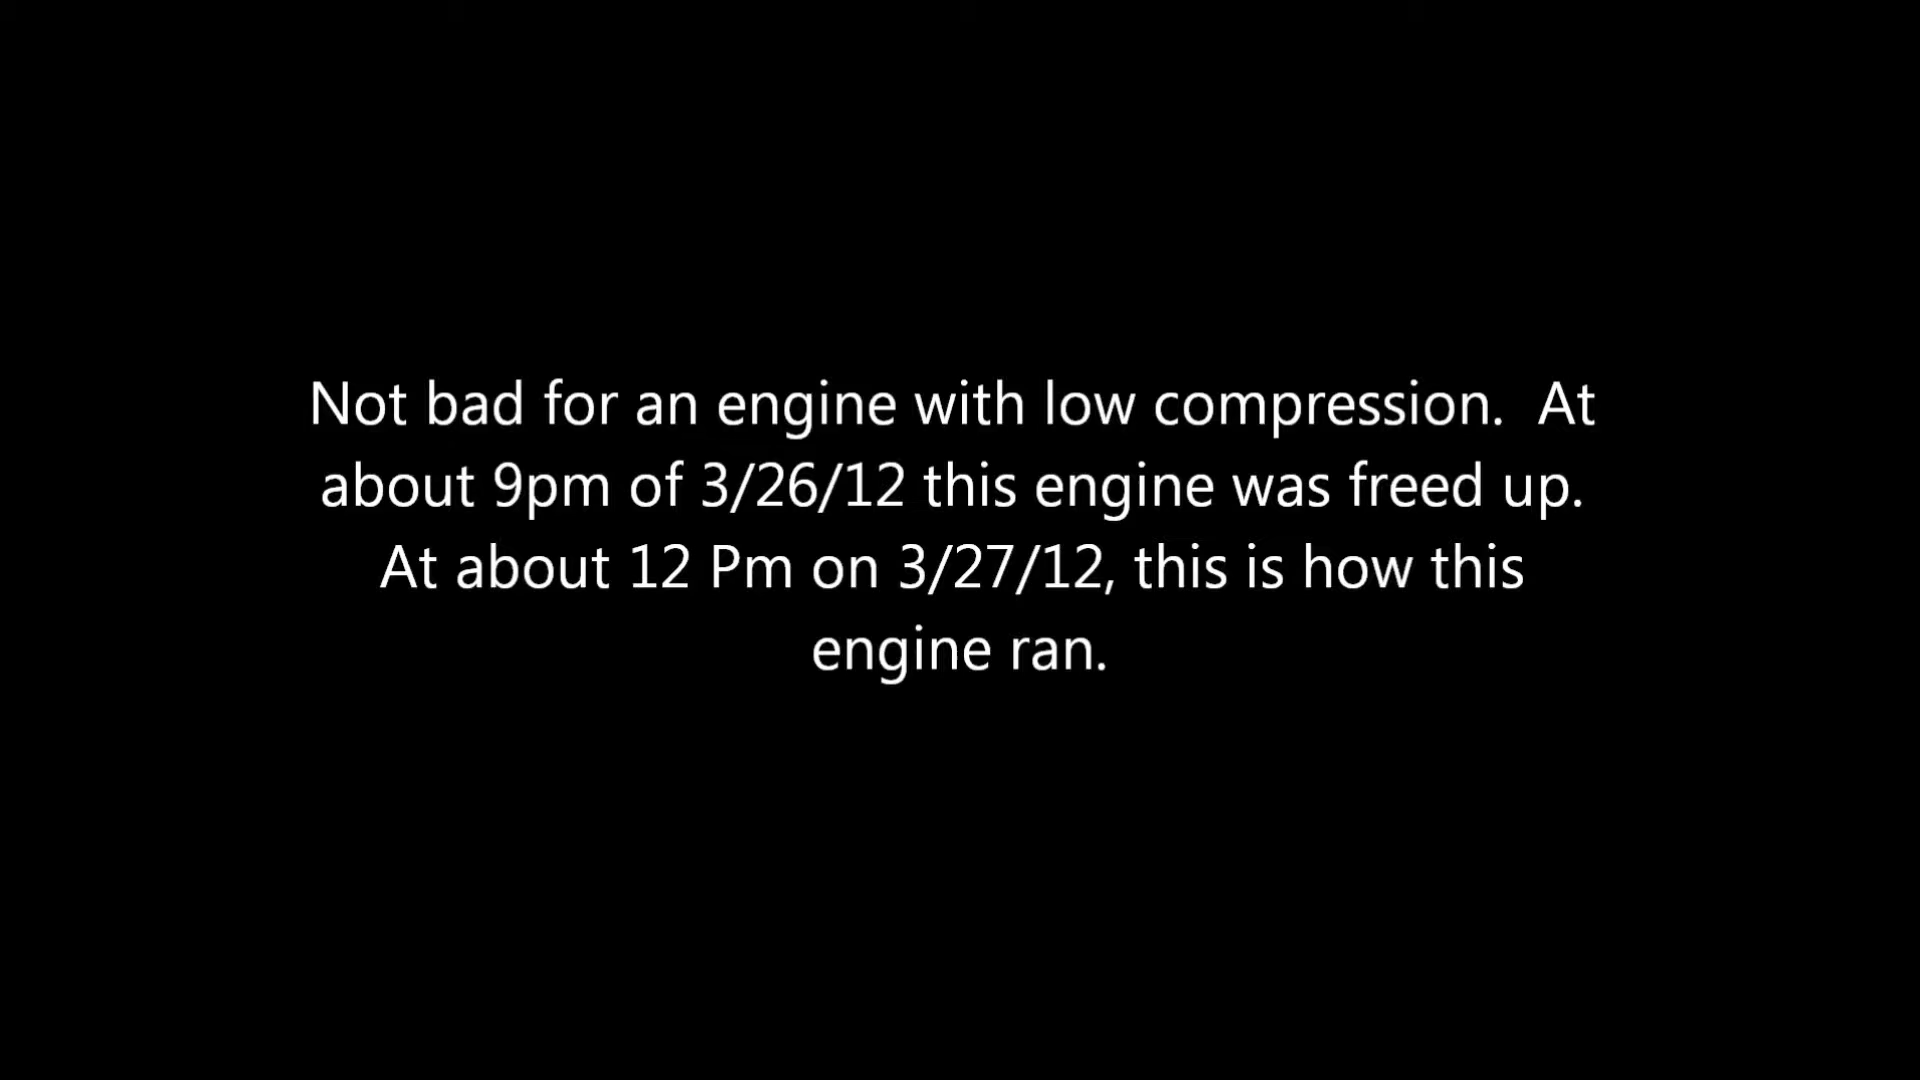 Not bad for an engine with low compression.  At
about 9pm of 3/26/12 this engine was freed up.
At about 12 Pm on 3/27/12, this is how this
engine ran.